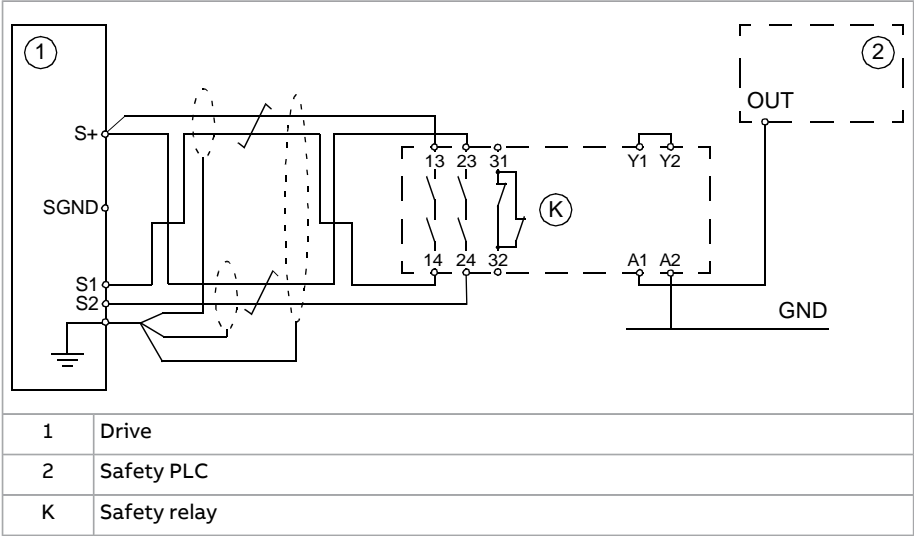 1
2
OUT
S+
13 23 31
Y1 Y2
SGND
K
14 24 32
A1 A2
S1
S2
GND
1 Drive
2 Safety PLC
K Safety relay